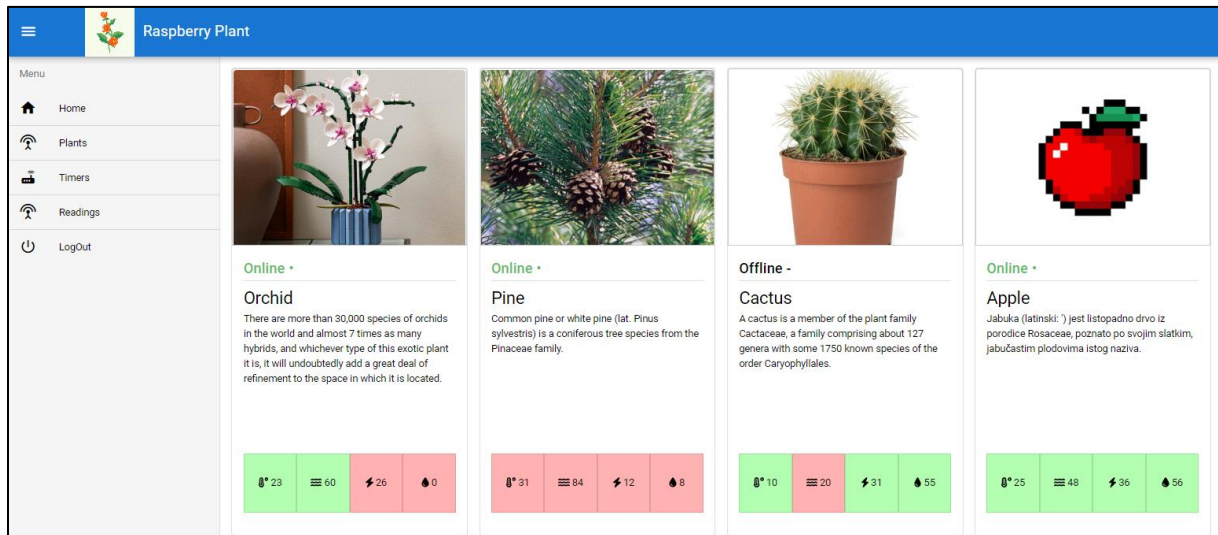 Raspberry Plant
Menu
Home
Plants
Timers
Readings
LogOut
Online •
Orchid
There are more than 30,000 species of orchids
in the world and almost 7 times as many
hybrids, and whichever type of this exotic plant
it is, it will undoubtedly add a great deal of
refinement to the space in which it is located.
23 60 26 0
Online •
Pine
Common pine or white pine (lat. Pinus
sylvestris) is a coniferous tree species from the
Pinaceae family.
31 84 12 8
Offline -
Cactus
A cactus is a member of the plant family
Cactaceae, a family comprising about 127
genera with some 1750 known species of the
order Caryophyllales.
10 20 31 55
Online •
Apple
Jabuka (latinski: ') jest listopadno drvo iz
porodice Rosaceae, poznato po svojim slatkim,
jabučastim plodovima istog naziva.
25 48 36 56